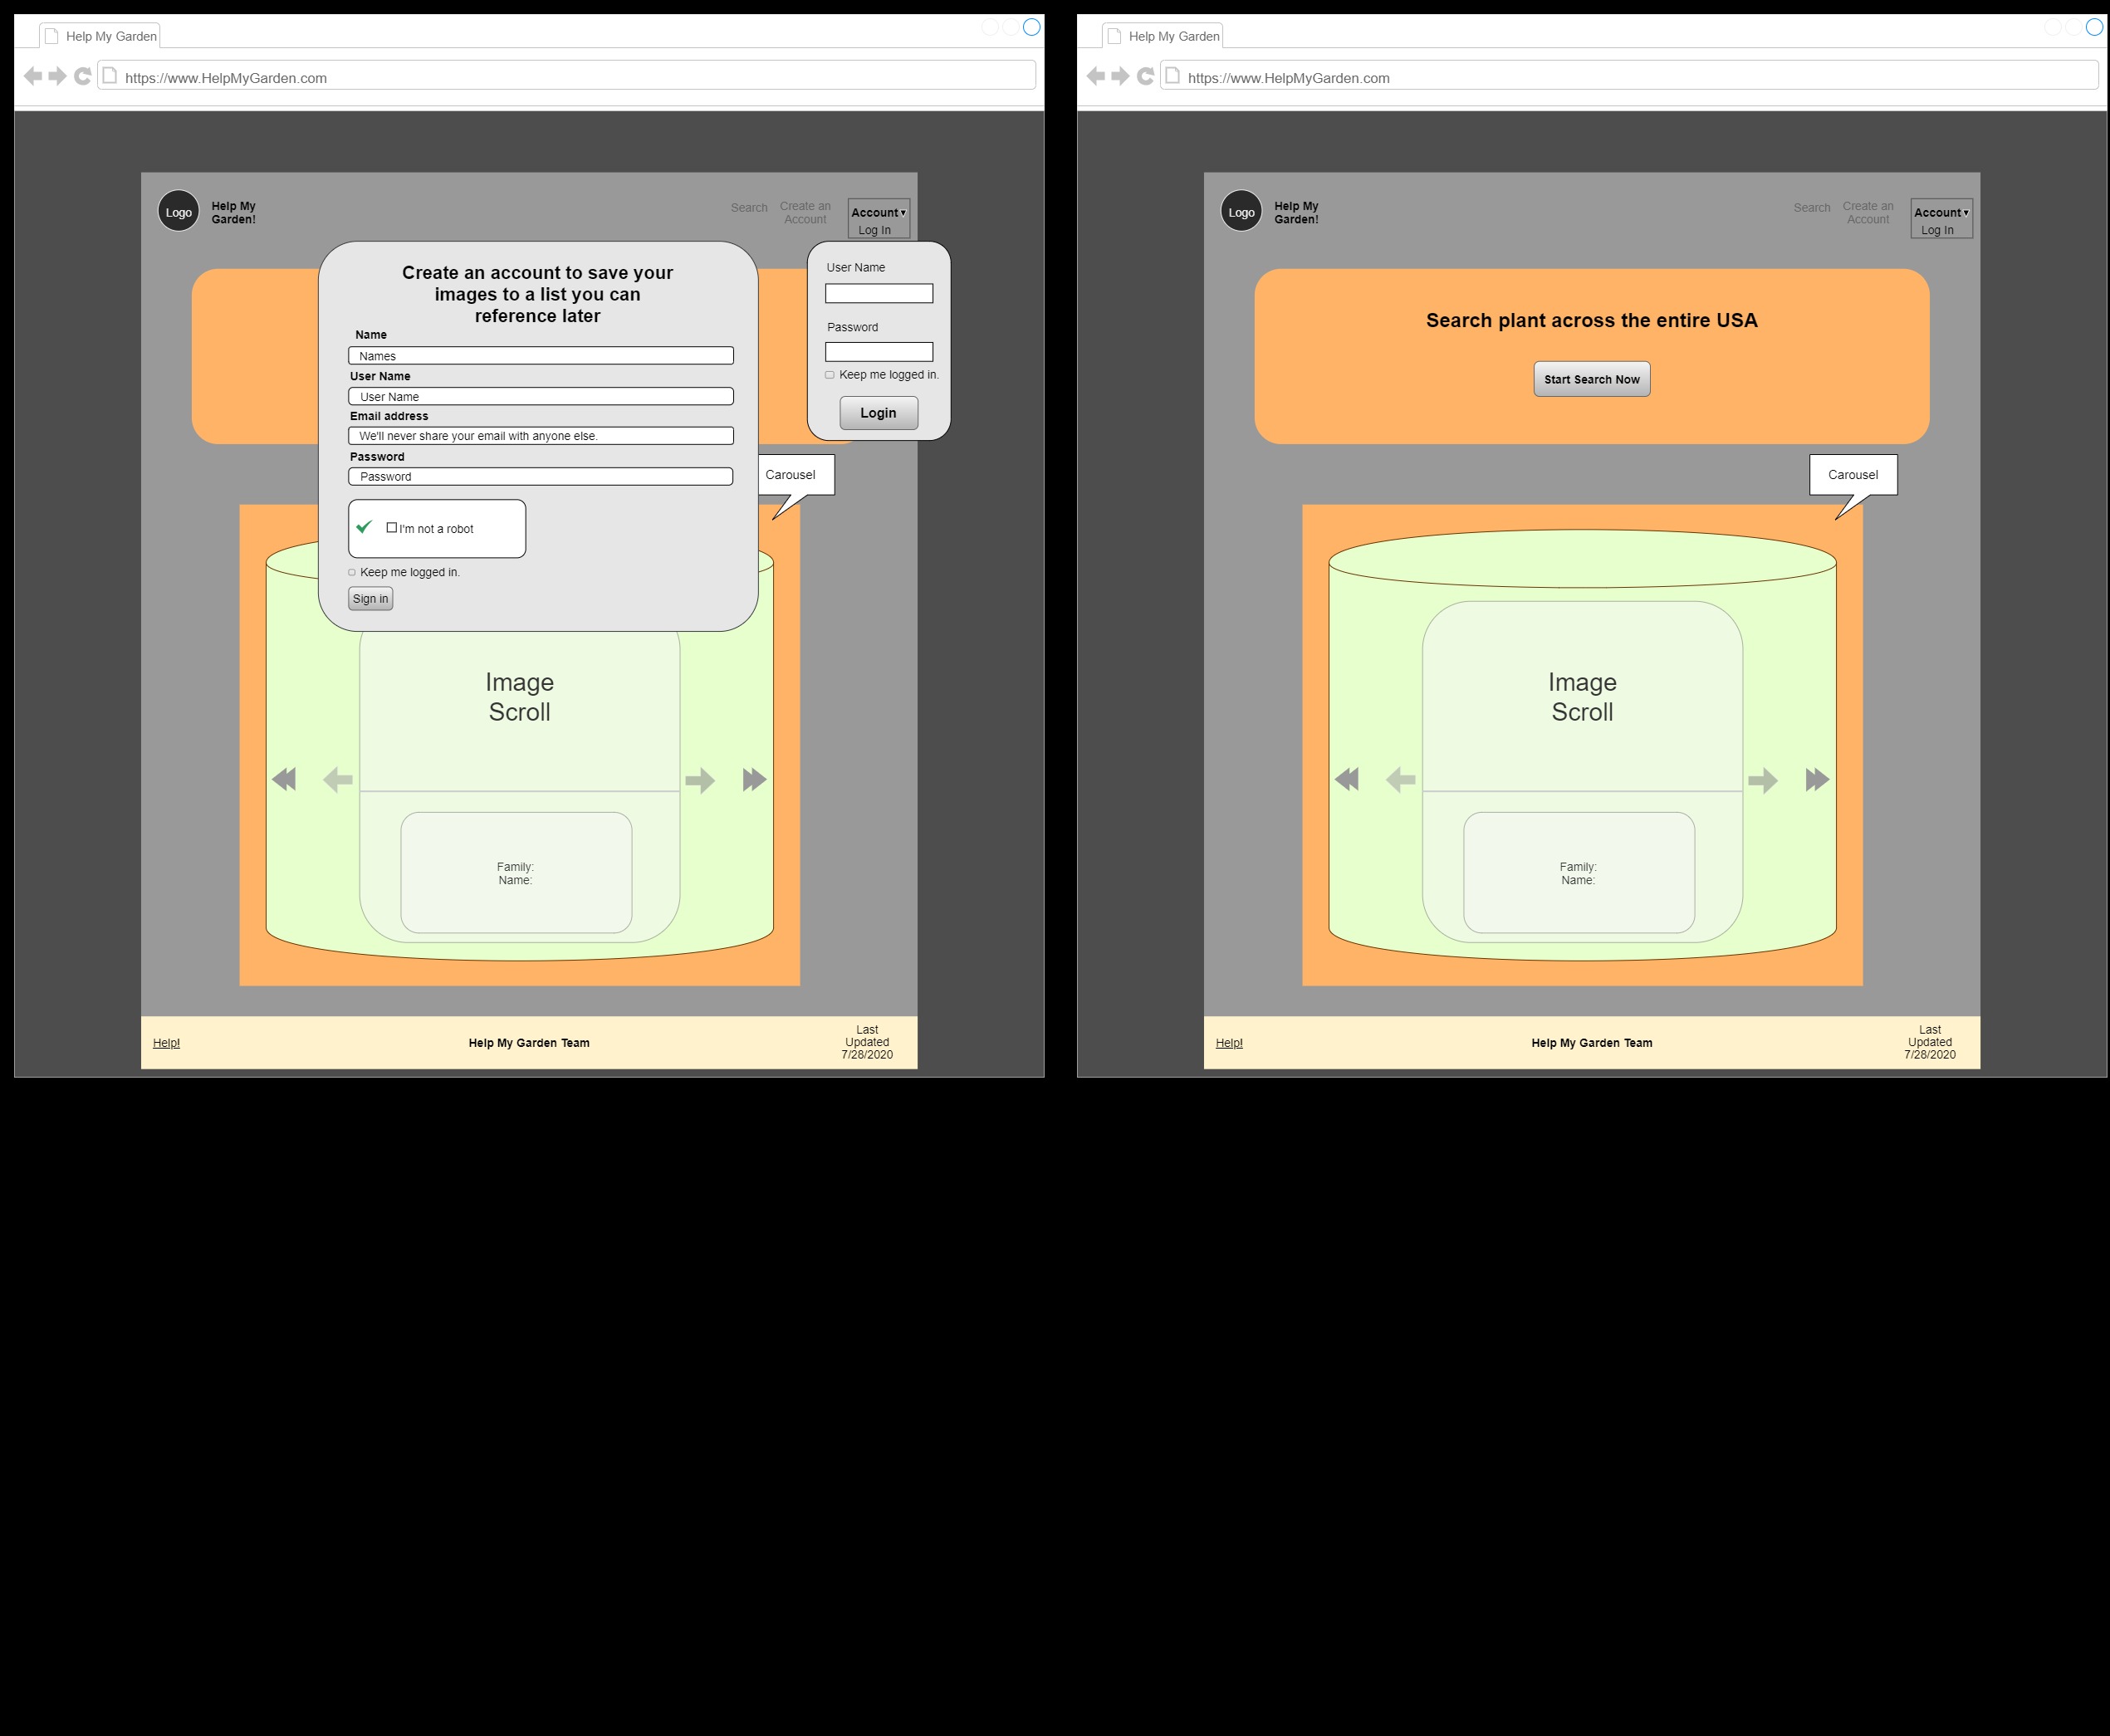 Help My Garden
https://www.HelpMyGarden.com
Logo
Help My
Garden!
Search
Create an
Account
Account▾
Log In
Create an account to save your
images to a list you can
reference later
Name
Names
User Name
User Name
Email address
We'll never share your email with anyone else.
Password
Password
I'm not a robot
Keep me logged in.
Sign in
User Name
Password
Keep me logged in.
Login
Carousel
Image
Scroll
Family:
Name:
Help!
Help My Garden Team
Last
Updated
7/28/2020
Help My Garden
https://www.HelpMyGarden.com
Logo
Help My
Garden!
Search
Create an
Account
Account▾
Log In
Search plant across the entire USA
Start Search Now
Carousel
Image
Scroll
Family:
Name:
Help!
Help My Garden Team
Last
Updated
7/28/2020